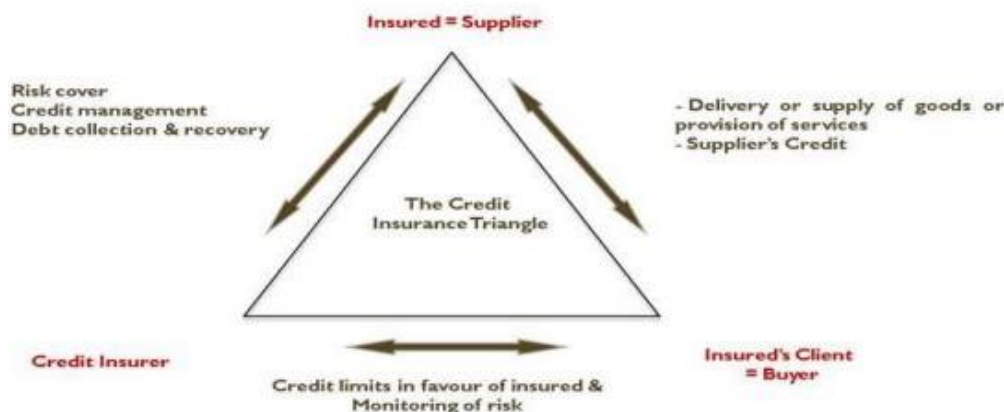 Insured = Supplier
Risk cover
Credit management
Debt collection & recovery
- Delivery or supply of goods or
provision of services
- Supplier's Credit
The Credit
Insurance Triangle
Credit Insurer
Insured's Client
= Buyer
Credit limits in favour of insured &
Monitoring of risk